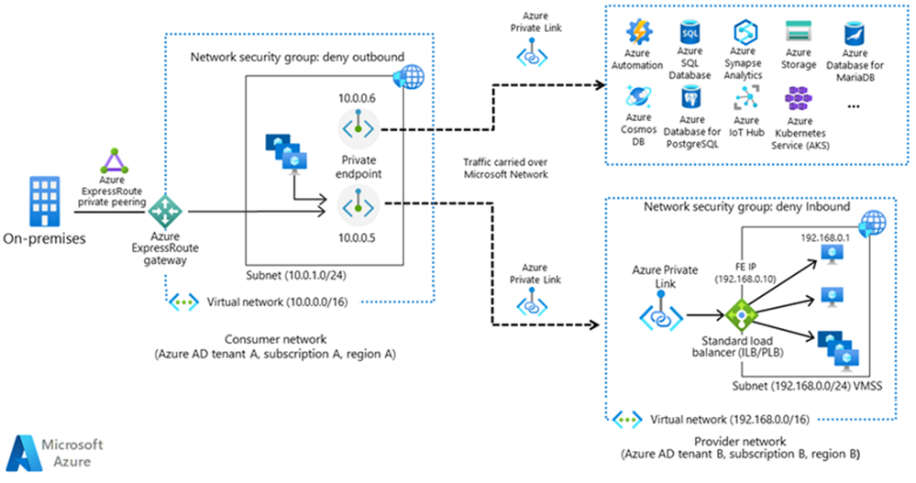 Azure
Private Link
Azure
Automation
SQL
Azure
SQL
Database
Azure
Synapse
Analytics
Azure
Storage
Azure
Database for
MariaDB
Azure
Cosmos
DB
Azure
Database for
PostgreSQL
Azure
IoT Hub
Azure
Kubernetes
Service (AKS)
...
Network security group: deny outbound
10.0.0.6
Private
endpoint
10.0.0.5
Subnet (10.0.1.0/24)
Virtual network (10.0.0.0/16)
Azure
ExpressRoute
private peering
On-premises
Azure
ExpressRoute
gateway
Consumer network
(Azure AD tenant A, subscription A, region A)
Traffic carried over
Microsoft Network
Azure
Private Link
Network security group: deny Inbound
192.168.0.1
FE IP
(192.168.0.10)
Azure Private
Link
Standard load
balancer (ILB/PLB)
Subnet (192.168.0.0/24) VMSS
Virtual network (192.168.0.0/16)
Provider network
(Azure AD tenant B, subscription B, region B)
Microsoft
Azure